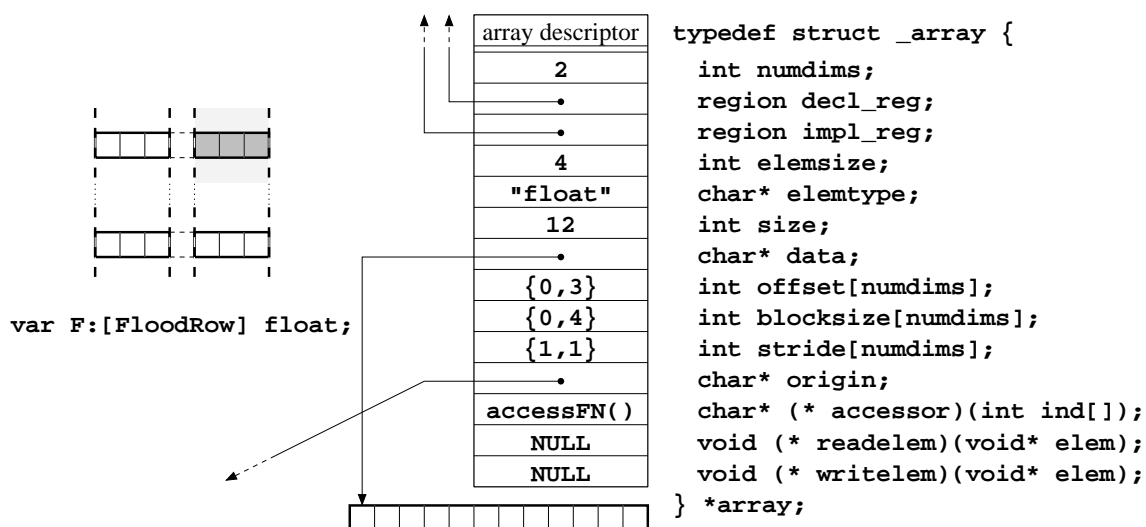 array descriptor
2
4
"float"
12
{0,3}
{0,4}
{1,1}
accessFN()
NULL
NULL
typedef struct _array {
int numdims;
region decl_reg;
region impl_reg;
int elemsize;
char* elemtype;
int size;
char* data;
int offset[numdims];
int blocksize[numdims];
int stride[numdims];
char* origin;
char* (* accessor)(int ind[]);
void (* readelem)(void* elem);
void (* writelem)(void* elem);
} *array;
var F:[FloodRow] float;